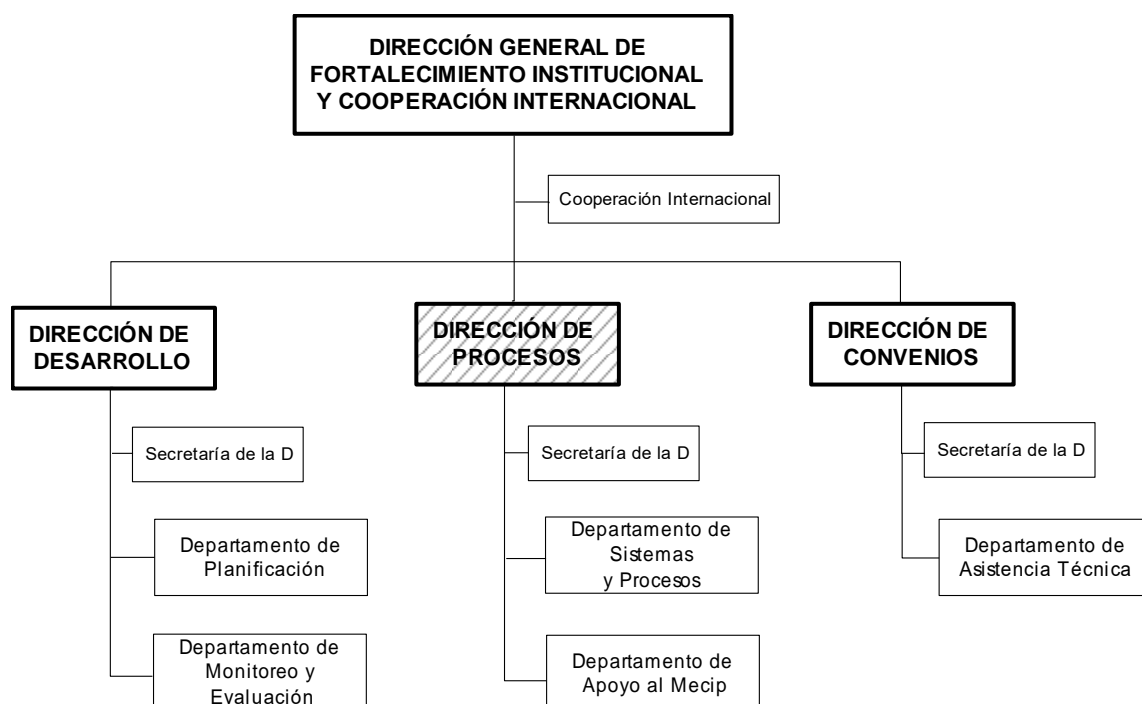 DIRECCIÓN GENERAL DE
FORTALECIMIENTO INSTITUCIONAL
Y COOPERACIÓN INTERNACIONAL
Cooperación Internacional
DIRECCIÓN DE
DESARROLLO
DIRECCIÓN DE
PROCESOS
DIRECCIÓN DE
CONVENIOS
Secretaría de la D
Secretaría de la D
Secretaría de la D
Departamento de
Planificación
Departamento de
Sistemas
y Procesos
Departamento de
Asistencia Técnica
Departamento de
Monitoreo y
Evaluación
Departamento de
Apoyo al Mecip